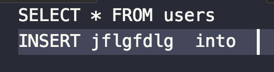 SELECT * FROM users
INSERT jflgfdlg  into